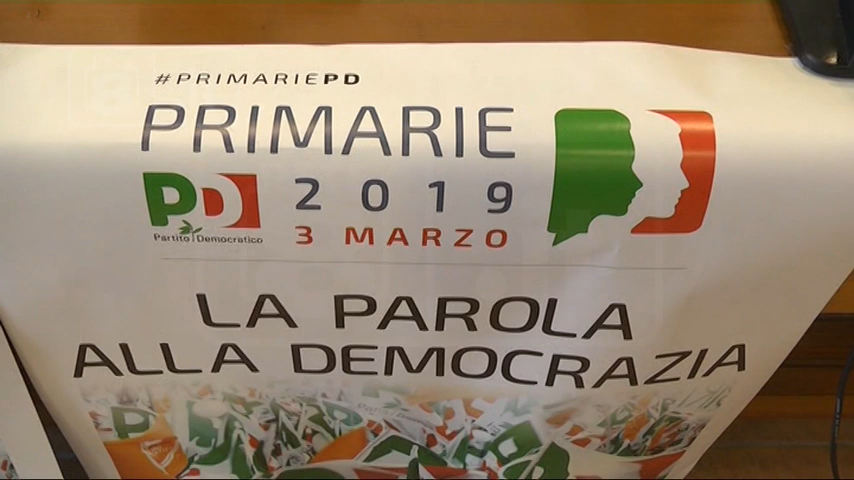 #PRIMARIEPD
PRIMARIE
PD
2019
Partito Democratico
3 MARZO
LA PAROLA
ALLA DEMOCRAZIA